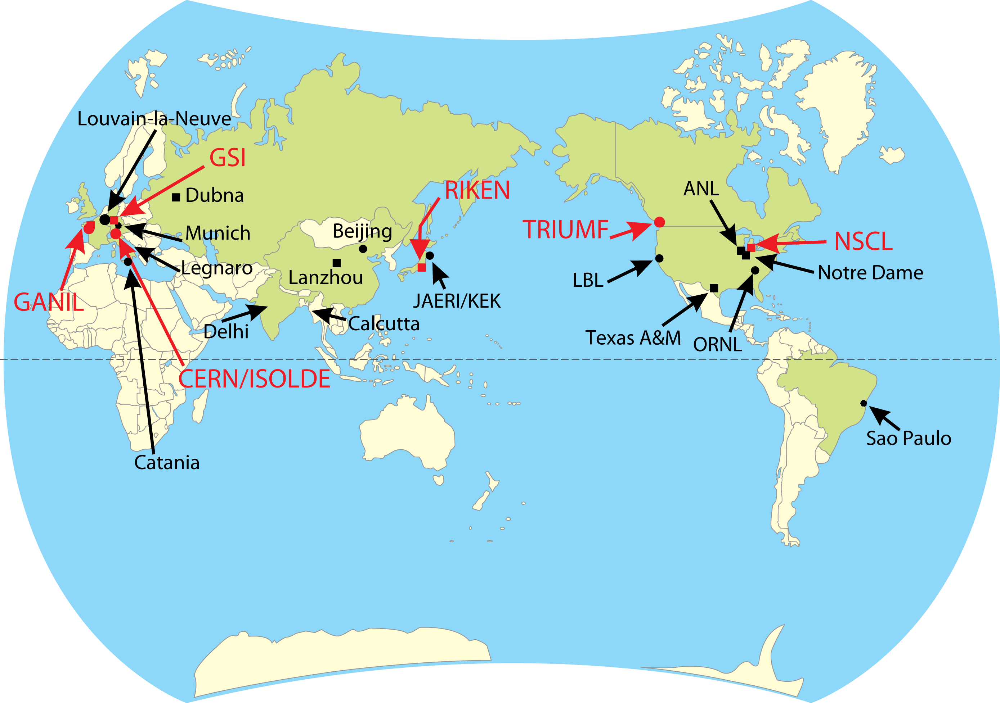 Louvain-la-Neuve
GSI
RIKEN
ANL
Dubna
TRIUMF
Beijing
Munich
NSCL
Legnaro
Lanzhou
LBL
Notre Dame
GANIL
JAERI/KEK
Calcutta
Delhi
Texas A&M
ORNL
CERN/ISOLDE
Sao Paulo
Catania